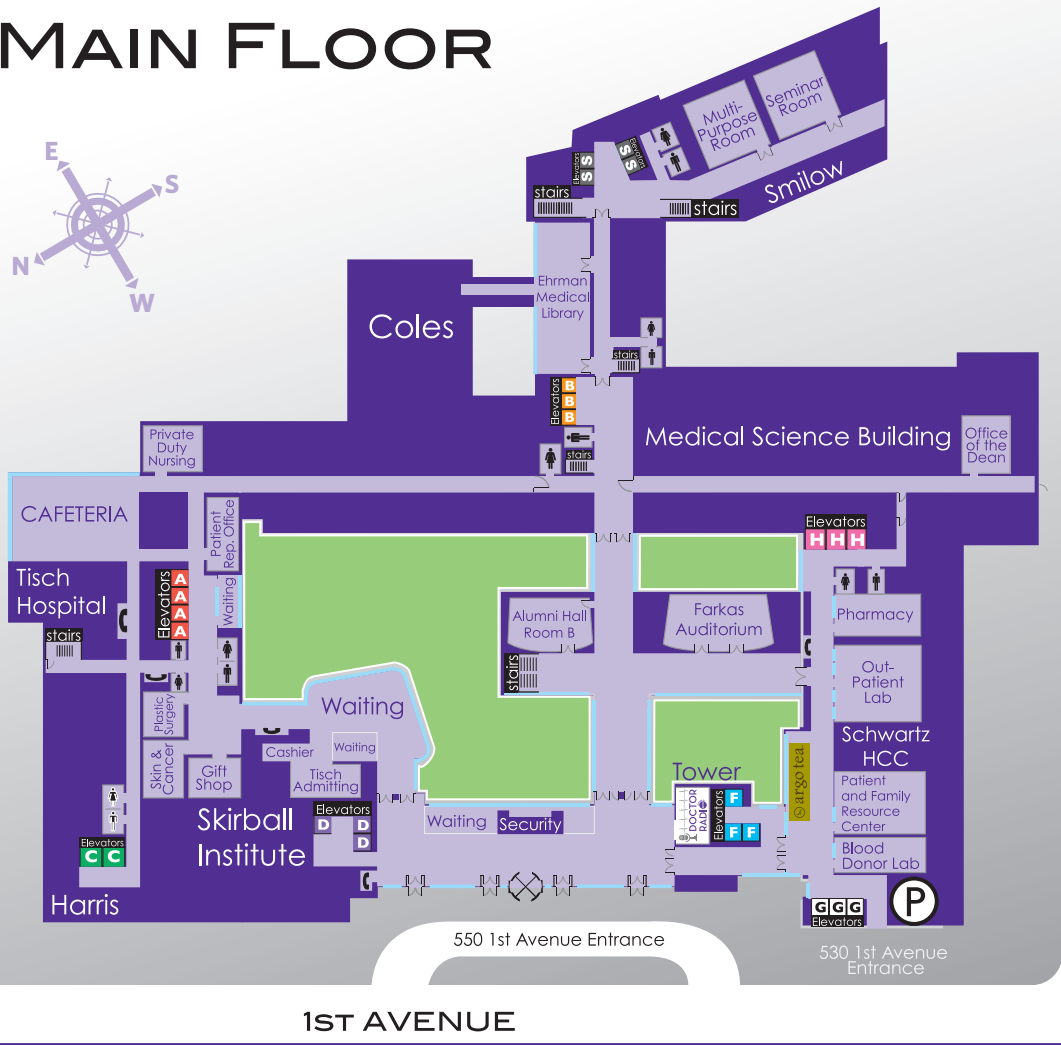 MAIN FLOOR
E
S
N
W
Multi-
Purpose
Room
Seminar
Room
Smilow
Elevators
S
S
Elevators
S
S
stairs
stairs
Ehrman
Medical
Library
stairs
Coles
Elevators
B
B
B
stairs
Medical Science Building
Office
of the
Dean
Private
Duty
Nursing
CAFETERIA
Patient
Rep. Office
Waiting
Elevators
A
A
A
A
Tisch
Hospital
stairs
Plastic
Surgery
Skin &
Cancer
Gift
Shop
Cashier
Waiting
Waiting
Tisch
Admitting
Alumni Hall
Room B
stairs
Farkas
Auditorium
Elevators
H H H
Pharmacy
Out-
Patient
Lab
Schwartz
HCC
Patient
and Family
Resource
Center
Blood
Donor Lab
argo tea
Tower
DOCTOR
RADIO
Elevators
F
F F
Skirball
Institute
Elevators
D D
D
Waiting
Security
Elevators
C C
Harris
G G G
Elevators
P
550 1st Avenue Entrance
530 1st Avenue
Entrance
1ST AVENUE